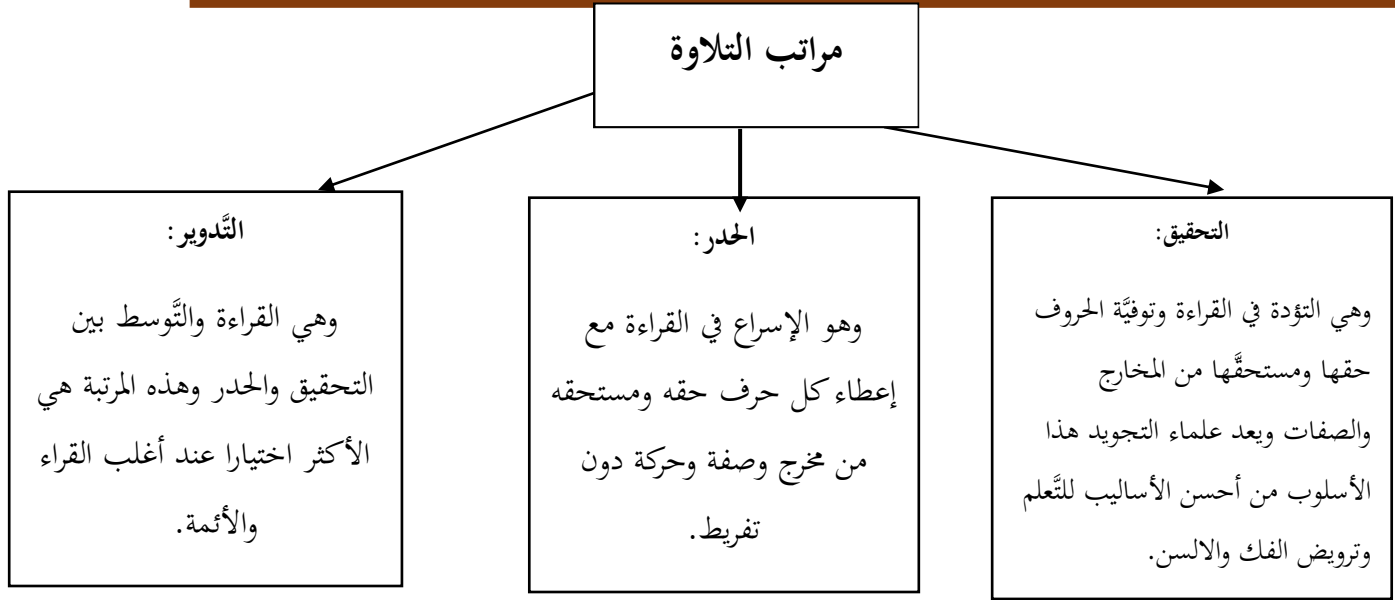 مراتب التلاوة
التحقيق:
وهي التؤدة في القراءة وتوفيَّة الحروف
حقها ومستحقَّها من المخارج
والصفات ويعد علماء التجويد هذا
الأسلوب من أحسن الأساليب للتَّعلم
وترويض الفك والالسن.
الحدر:
وهو الإسراع في القراءة مع
إعطاء كل حرف حقه ومستحقه
من مخرج وصفة وحركة دون
تفريط.
التَّدوير:
وهي القراءة والتَّوسط بين
التحقيق والحدر وهذه المرتبة هي
الأكثر اختيارا عند أغلب القراء
والأئمة.